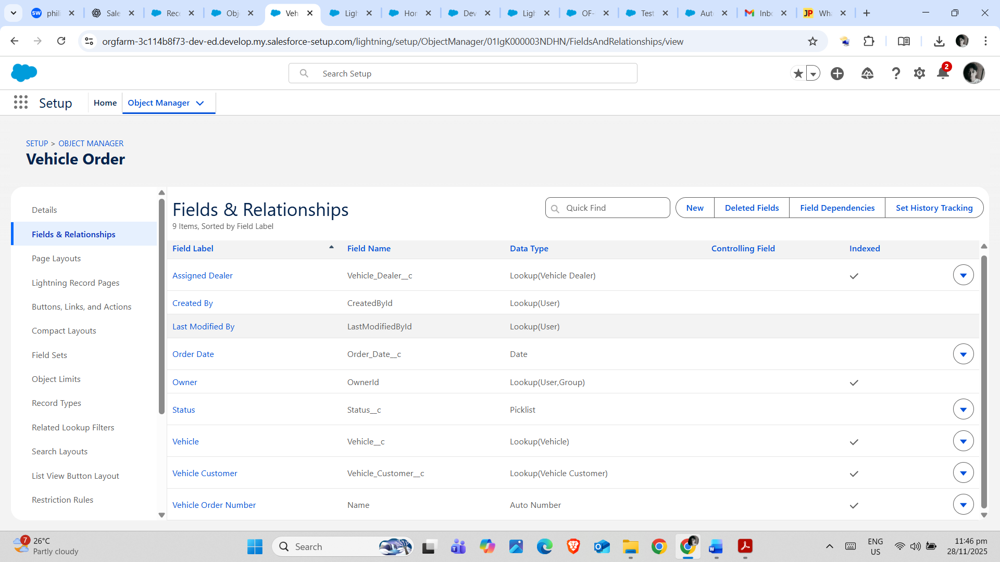 phili
Sale
Rec
Obj
Veh
Ligh
Hor
Dev
Ligh
OF-
Test
Aut
Inbo
JP Wha
orgfarm-3c114b8f73-dev-ed.develop.my.salesforce-setup.com/lightning/setup/ObjectManager/01IgK000003NDHN/FieldsAndRelationships/view
Search Setup
2
Setup
Home
Object Manager
SETUP > OBJECT MANAGER
Vehicle Order
Details
Fields & Relationships
Page Layouts
Lightning Record Pages
Buttons, Links, and Actions
Compact Layouts
Field Sets
Object Limits
Record Types
Related Lookup Filters
Search Layouts
List View Button Layout
Restriction Rules
Fields & Relationships
9 Items, Sorted by Field Label
Quick Find
New
Deleted Fields
Field Dependencies
Set History Tracking
Field Label Field Name Data Type Controlling Field Indexed
Assigned Dealer Vehicle_Dealer__c Lookup(Vehicle Dealer)
Created By CreatedById Lookup(User)
Last Modified By LastModifiedById Lookup(User)
Order Date Order_Date__c Date
Owner OwnerId Lookup(User,Group)
Status Status__c Picklist
Vehicle Vehicle__c Lookup(Vehicle)
Vehicle Customer Vehicle_Customer__c Lookup(Vehicle Customer)
Vehicle Order Number Name Auto Number
7
26°C
Partly cloudy
Search
ENG
US
11:46 pm
28/11/2025